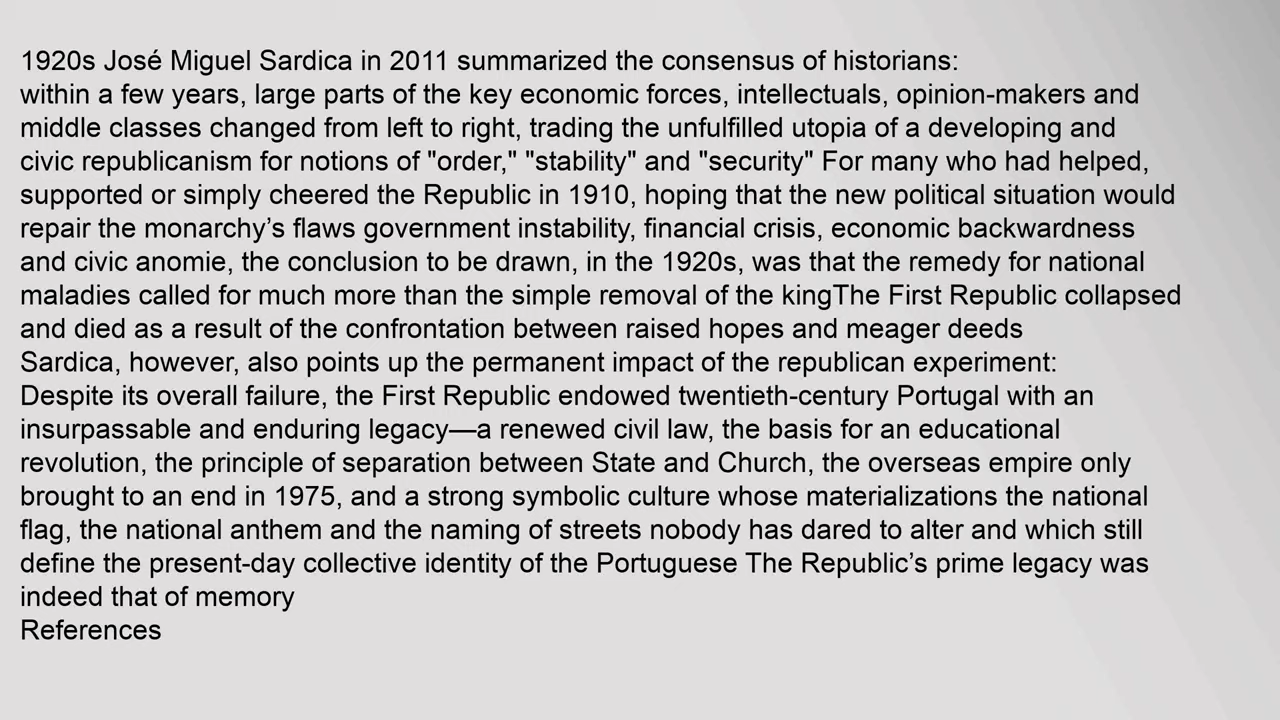 1920s José Miguel Sardica in 2011 summarized the consensus of historians:
within a few years, large parts of the key economic forces, intellectuals, opinion-makers and
middle classes changed from left to right, trading the unfulfilled utopia of a developing and
civic republicanism for notions of "order," "stability" and "security" For many who had helped,
supported or simply cheered the Republic in 1910, hoping that the new political situation would
repair the monarchy’s flaws government instability, financial crisis, economic backwardness
and civic anomie, the conclusion to be drawn, in the 1920s, was that the remedy for national
maladies called for much more than the simple removal of the kingThe First Republic collapsed
and died as a result of the confrontation between raised hopes and meager deeds
Sardica, however, also points up the permanent impact of the republican experiment:
Despite its overall failure, the First Republic endowed twentieth-century Portugal with an
insurpassable and enduring legacy—a renewed civil law, the basis for an educational
revolution, the principle of separation between State and Church, the overseas empire only
brought to an end in 1975, and a strong symbolic culture whose materializations the national
flag, the national anthem and the naming of streets nobody has dared to alter and which still
define the present-day collective identity of the Portuguese The Republic’s prime legacy was
indeed that of memory
References